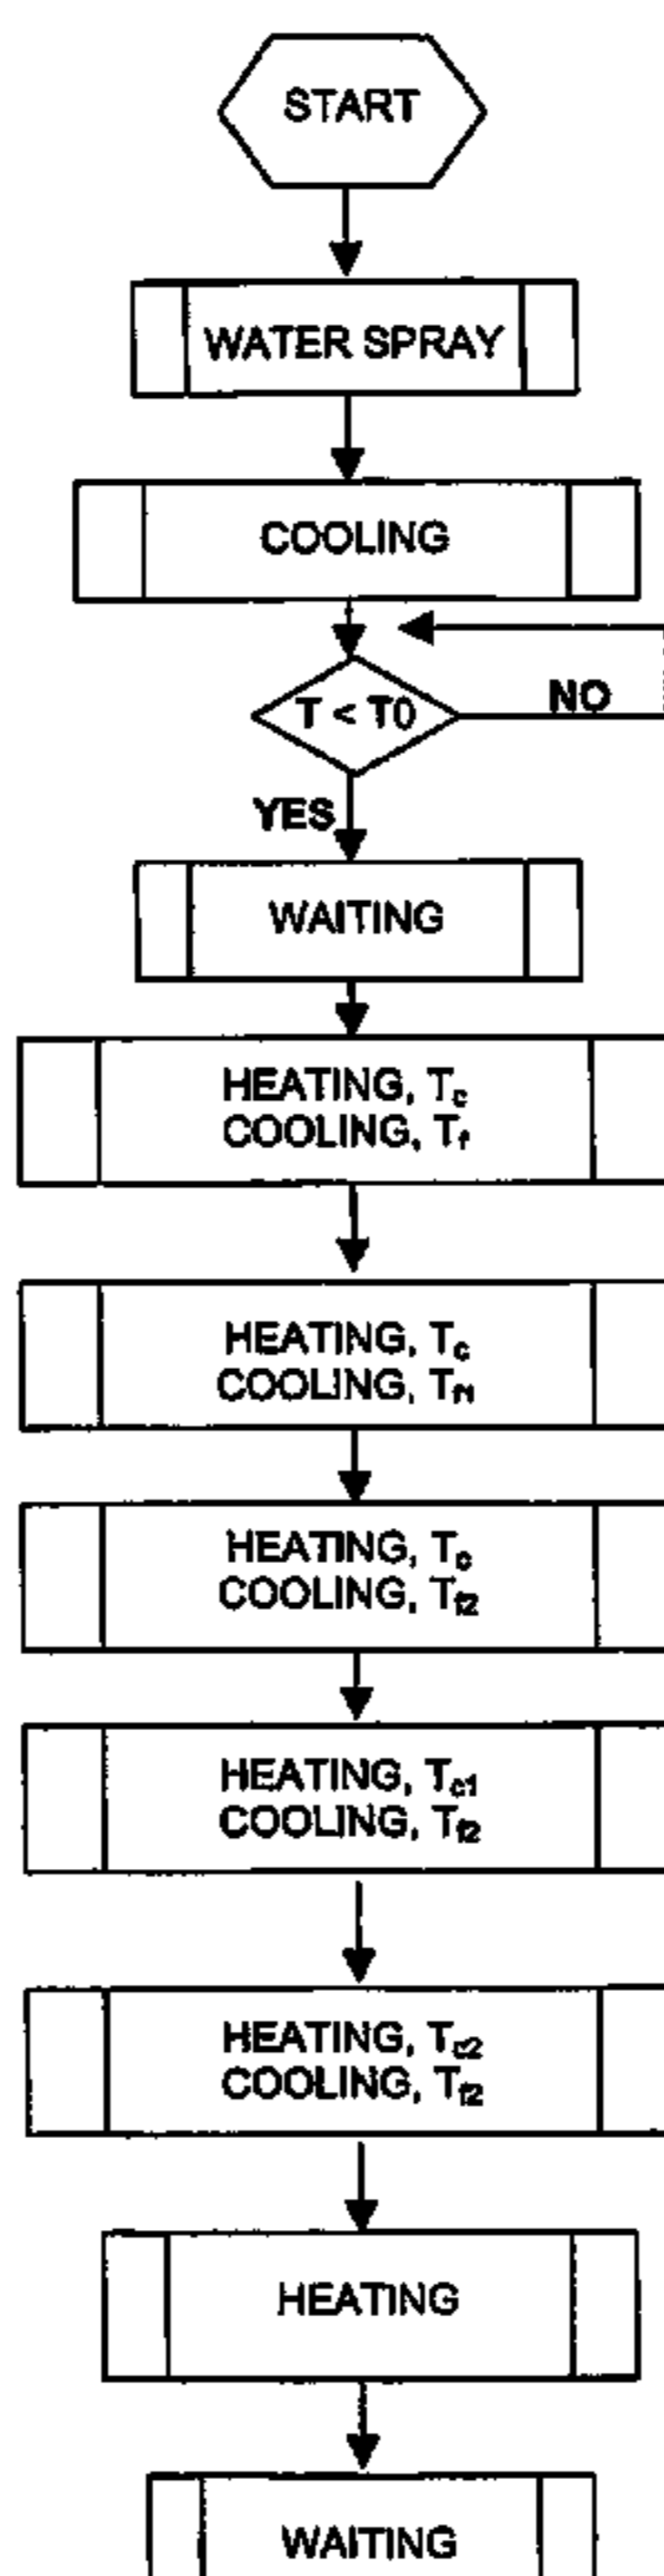 START
WATER SPRAY
COOLING
T < T0
NO
YES
WAITING
HEATING, Tc
COOLING, Tf
HEATING, Tc
COOLING, Tf1
HEATING, Tc
COOLING, Tf2
HEATING, Tc1
COOLING, Tf2
HEATING, Tc2
COOLING, Tf2
HEATING
WAITING